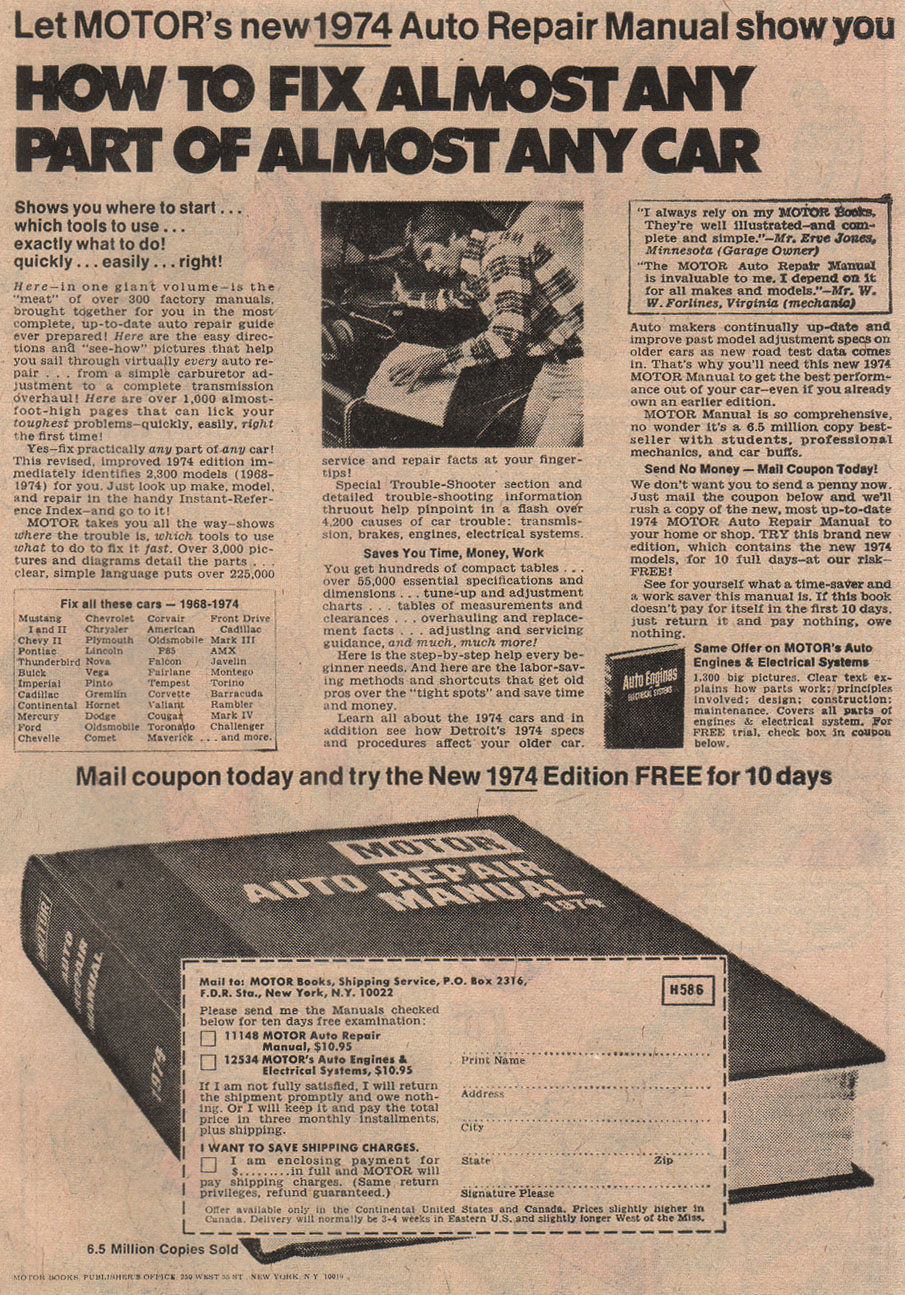 Let MOTOR's new 1974 Auto Repair Manual show you
HOW TO FIX ALMOST ANY
PART OF ALMOST ANY CAR
Shows you where to start . . .
which tools to use . . .
exactly what to do!
quickly . . . easily . . . right!
Here—in one giant volume—is the
"meat" of over 300 factory manuals,
brought together for you in the most
complete, up-to-date auto repair guide
ever prepared! Here are the easy direc-
tions and "see-how" pictures that help
you sail through virtually every auto re-
pair . . . from a simple carburetor ad-
justment to a complete transmission
overhaul! Here are over 1,000 almost-
foot-high pages that can lick your
toughest problems—quickly, easily, right
the first time!
Yes—fix practically any part of any car!
This revised, improved 1974 edition im-
mediately identifies 2,300 models (1968-
1974) for you. Just look up make, model,
and repair in the handy Instant-Refer-
ence Index—and go to it!
MOTOR takes you all the way—shows
where the trouble is, which tools to use
what to do to fix it fast. Over 3,000 pic-
tures and diagrams detail the parts . . .
clear, simple language puts over 225,000
Fix all these cars — 1968-1974
Mustang Chevrolet Corvair Front Drive
I and II Chrysler American Cadillac
Chevy II Plymouth Oldsmobile Mark III
Pontiac Lincoln F85 AMX
Thunderbird Nova Falcon Javelin
Buick Vega Fairlane Montego
Imperial Pinto Tempest Torino
Cadillac Gremlin Corvette Barracuda
Continental Hornet Valiant Rambler
Mercury Dodge Cougar Mark IV
Ford Oldsmobile Toronado Challenger
Chevelle Comet Maverick . . . and more.
service and repair facts at your finger-
tips!
Special Trouble-Shooter section and
detailed trouble-shooting information
thruout help pinpoint in a flash over
4,200 causes of car trouble: transmis-
sion, brakes, engines, electrical systems.
Saves You Time, Money, Work
You get hundreds of compact tables . . .
over 55,000 essential specifications and
dimensions . . . tune-up and adjustment
charts . . . tables of measurements and
clearances . . . overhauling and replace-
ment facts . . . adjusting and servicing
guidance, and much, much more!
Here is the step-by-step help every be-
ginner needs. And here are the labor-sav-
ing methods and shortcuts that get old
pros over the "tight spots" and save time
and money.
Learn all about the 1974 cars and in
addition see how Detroit's 1974 specs
and procedures affect your older car.
"I always rely on my MOTOR Books.
They're well illustrated—and com-
plete and simple."—Mr. Erve Jones,
Minnesota (Garage Owner)
"The MOTOR Auto Repair Manual
is invaluable to me. I depend on it
for all makes and models."—Mr. W.
W. Forlines, Virginia (mechanic)
Auto makers continually up-date and
improve past model adjustment specs on
older cars as new road test data comes
in. That's why you'll need this new 1974
MOTOR Manual to get the best perform-
ance out of your car—even if you already
own an earlier edition.
MOTOR Manual is so comprehensive,
no wonder it's a 6.5 million copy best-
seller with students, professional
mechanics, and car buffs.
Send No Money — Mail Coupon Today!
We don't want you to send a penny now.
Just mail the coupon below and we'll
rush a copy of the new, most up-to-date
1974 MOTOR Auto Repair Manual to
your home or shop. TRY this brand new
edition, which contains the new 1974
models, for 10 full days—at our risk—
FREE!
See for yourself what a time-saver and
a work saver this manual is. If this book
doesn't pay for itself in the first 10 days,
just return it and pay nothing, owe
nothing.
Auto Engines
ELECTRICAL SYSTEMS
Same Offer on MOTOR's Auto
Engines & Electrical Systems
1,300 big pictures. Clear text ex-
plains how parts work; principles
involved; design; construction;
maintenance. Covers all parts of
engines & electrical system. For
FREE trial, check box in coupon
below.
Mail coupon today and try the New 1974 Edition FREE for 10 days
MOTOR
AUTO REPAIR
MANUAL
1974
MOTOR
AUTO
REPAIR
MANUAL
1974
Mail to: MOTOR Books, Shipping Service, P.O. Box 2316,
F.D.R. Sta., New York, N.Y. 10022
H586
Please send me the Manuals checked
below for ten days free examination:
11148 MOTOR Auto Repair
Manual, $10.95
12534 MOTOR's Auto Engines &
Electrical Systems, $10.95
If I am not fully satisfied, I will return
the shipment promptly and owe noth-
ing. Or I will keep it and pay the total
price in three monthly installments,
plus shipping.
I WANT TO SAVE SHIPPING CHARGES.
I am enclosing payment for
$.........in full and MOTOR will
pay shipping charges. (Same return
privileges, refund guaranteed.)
Print Name
Address
City
State Zip
Signature Please
Offer available only in the Continental United States and Canada. Prices slightly higher in
Canada. Delivery will normally be 3-4 weeks in Eastern U.S. and slightly longer West of the Miss.
6.5 Million Copies Sold
MOTOR BOOKS, PUBLISHER'S OFFICE, 250 WEST 55 ST., NEW YORK, N.Y. 10019